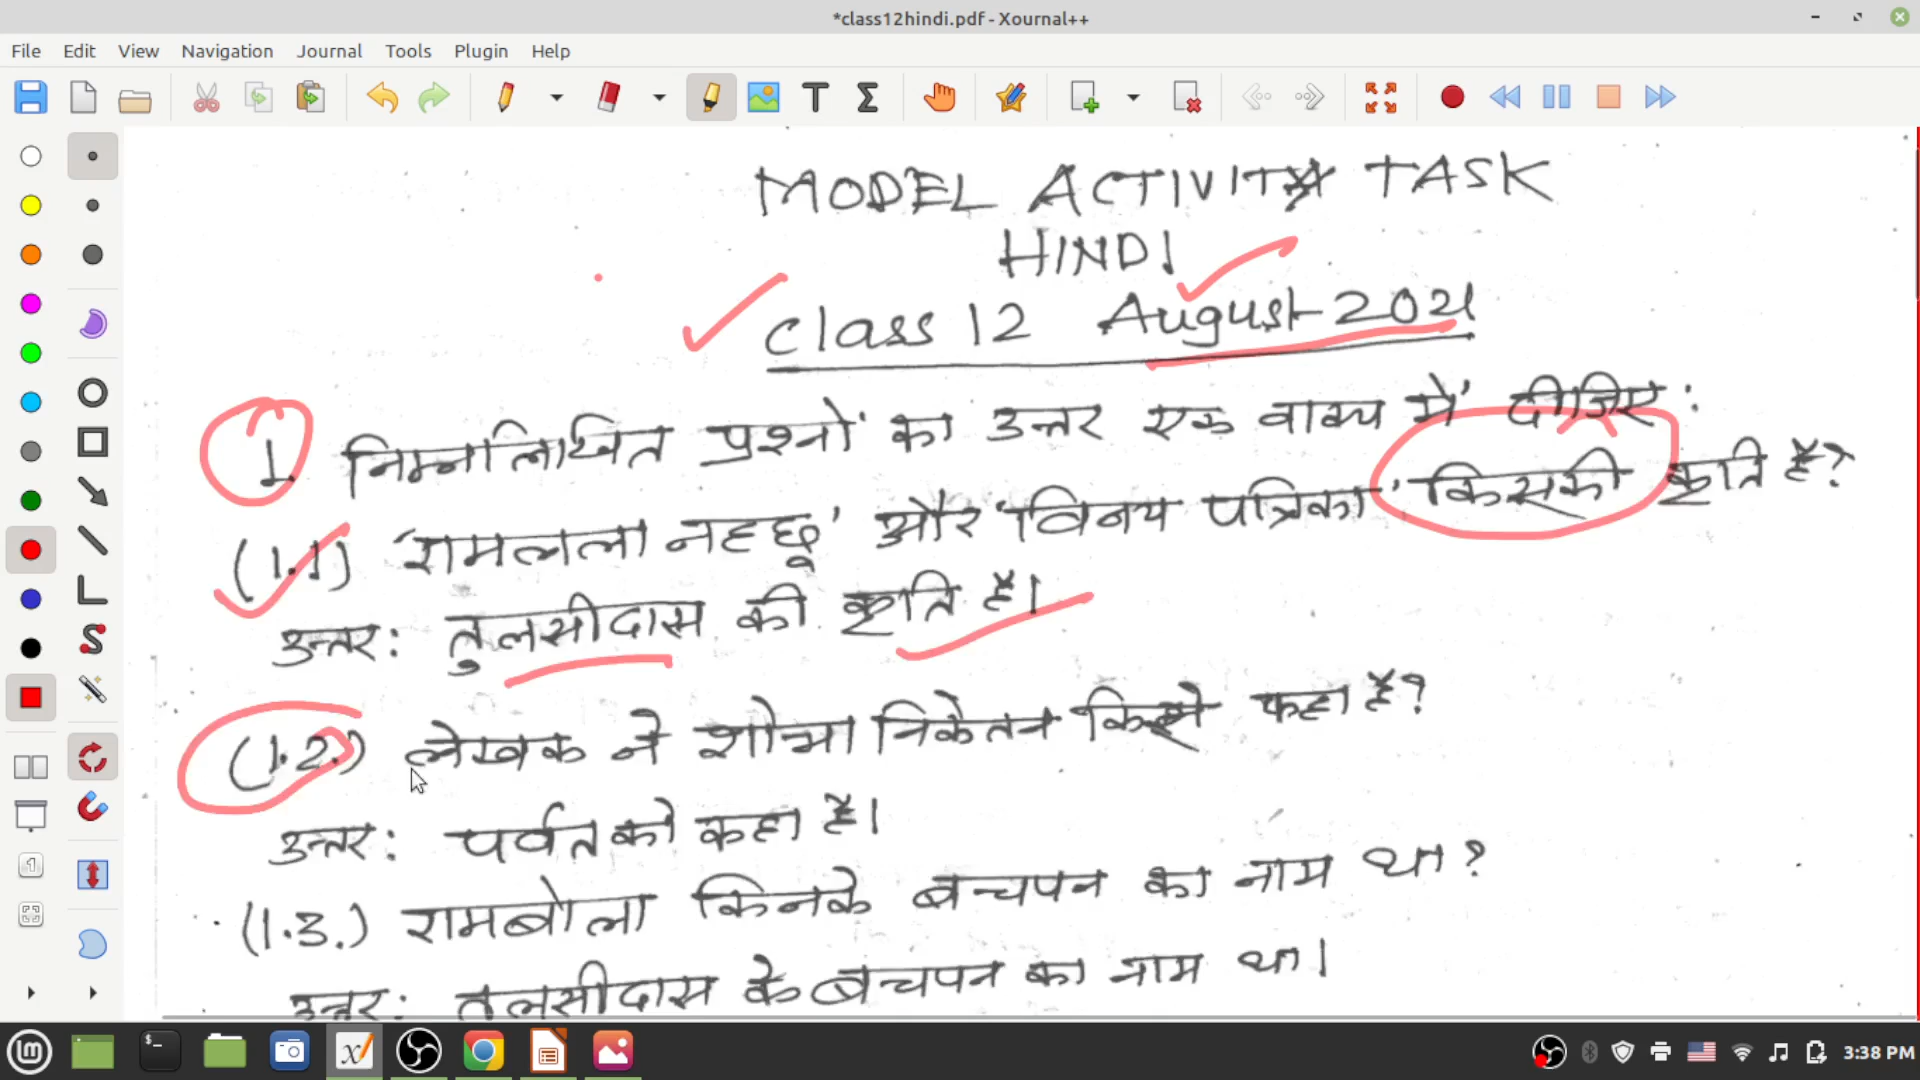 *class12hindi.pdf - Xournal++
File Edit View Navigation Journal Tools Plugin Help
MODEL ACTIVITY TASK
HINDI
class 12 August 2021
1. निम्नलिखित प्रश्नों का उत्तर एक वाक्य में दीजिए:
(1.1) 'रामलला नहछू' और 'विनय पत्रिका' किसकी कृति है?
उत्तर: तुलसीदास की कृति है।
(1.2.) लेखक ने शोभा निकेतन किसे कहा है?
उत्तर: पर्वत को कहा है।
(1.3.) रामबोला किनके बचपन का नाम था?
उत्तर: तुलसीदास के बचपन का नाम था।
3:38 PM